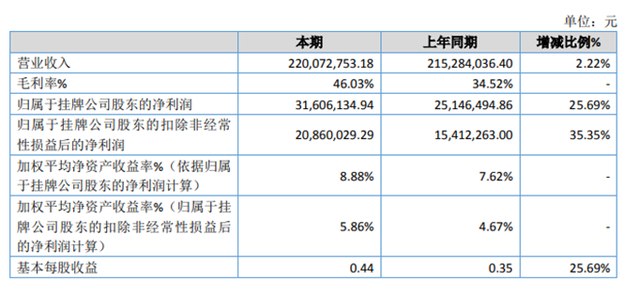 单位：元
本期 上年同期 增减比例%
营业收入 220,072,753.18 215,284,036.40 2.22%
毛利率% 46.03% 34.52% -
归属于挂牌公司股东的净利润 31,606,134.94 25,146,494.86 25.69%
归属于挂牌公司股东的扣除非经常
性损益后的净利润 20,860,029.29 15,412,263.00 35.35%
加权平均净资产收益率%（依据归属
于挂牌公司股东的净利润计算） 8.88% 7.62% -
加权平均净资产收益率%（归属于挂
牌公司股东的扣除非经常性损益后
的净利润计算） 5.86% 4.67% -
基本每股收益 0.44 0.35 25.69%